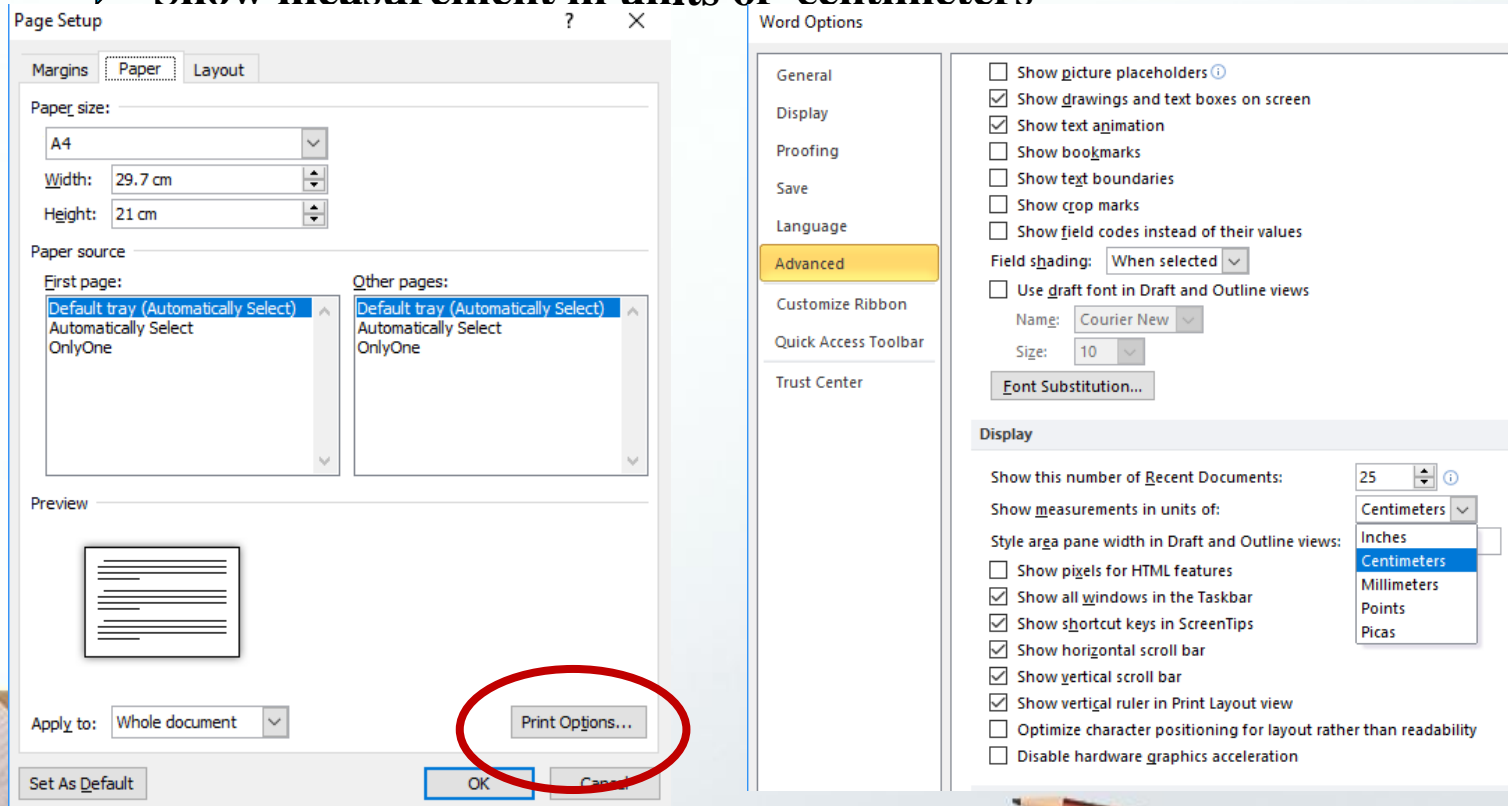 Show measurement in units of centimeters
Page Setup
?
Margins
Paper
Layout
Paper size:
A4
Width: 29.7 cm
Height: 21 cm
Paper source
First page:
Default tray (Automatically Select)
Automatically Select
OnlyOne
Other pages:
Default tray (Automatically Select)
Automatically Select
OnlyOne
Preview
Apply to: Whole document
Print Options...
Set As Default
OK
Cancel
Word Options
General
Display
Proofing
Save
Language
Advanced
Customize Ribbon
Quick Access Toolbar
Trust Center
Show picture placeholders
Show drawings and text boxes on screen
Show text animation
Show bookmarks
Show text boundaries
Show crop marks
Show field codes instead of their values
Field shading: When selected
Use draft font in Draft and Outline views
Name: Courier New
Size: 10
Font Substitution...
Display
Show this number of Recent Documents: 25
Show measurements in units of: Centimeters
Style area pane width in Draft and Outline views:
Inches
Centimeters
Millimeters
Points
Picas
Show pixels for HTML features
Show all windows in the Taskbar
Show shortcut keys in ScreenTips
Show horizontal scroll bar
Show vertical scroll bar
Show vertical ruler in Print Layout view
Optimize character positioning for layout rather than readability
Disable hardware graphics acceleration